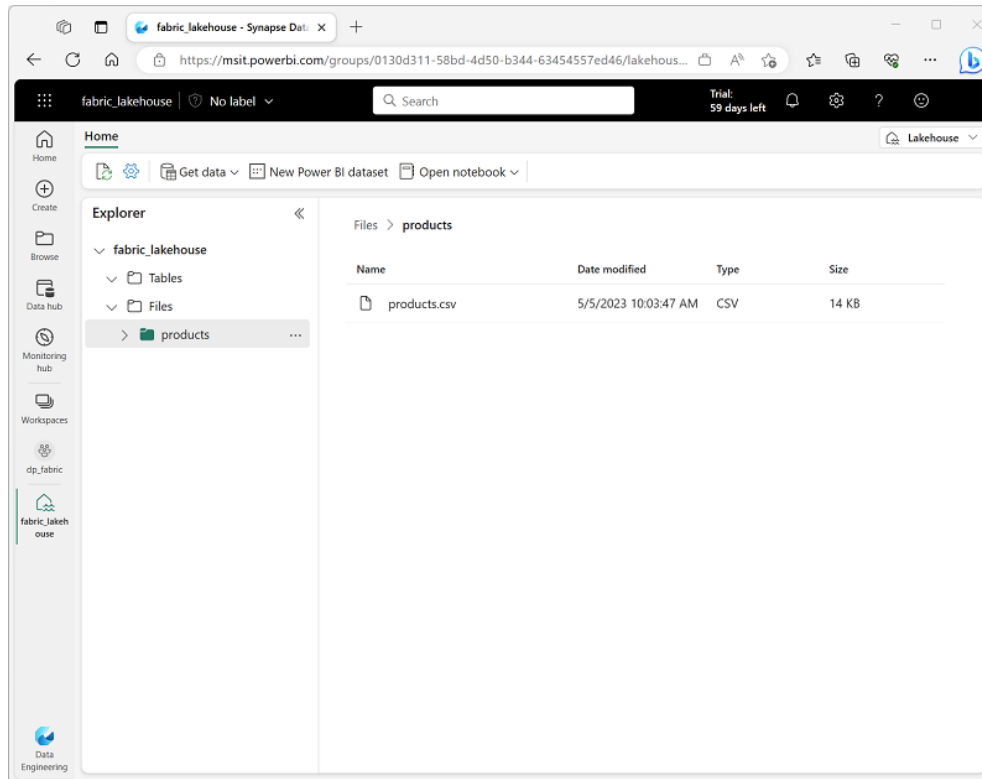 fabric_lakehouse - Synapse Data
https://msit.powerbi.com/groups/0130d311-58bd-4d50-b344-63454557ed46/lakehous...
fabric_lakehouse No label Search Trial: 59 days left ?
Home
Lakehouse
Get data New Power BI dataset Open notebook
Home
Create
Browse
Data hub
Monitoring
hub
Workspaces
dp_fabric
fabric_lakeh
ouse
Data
Engineering
Explorer
fabric_lakehouse
Tables
Files
products ...
Files > products
Name Date modified Type Size
products.csv 5/5/2023 10:03:47 AM CSV 14 KB